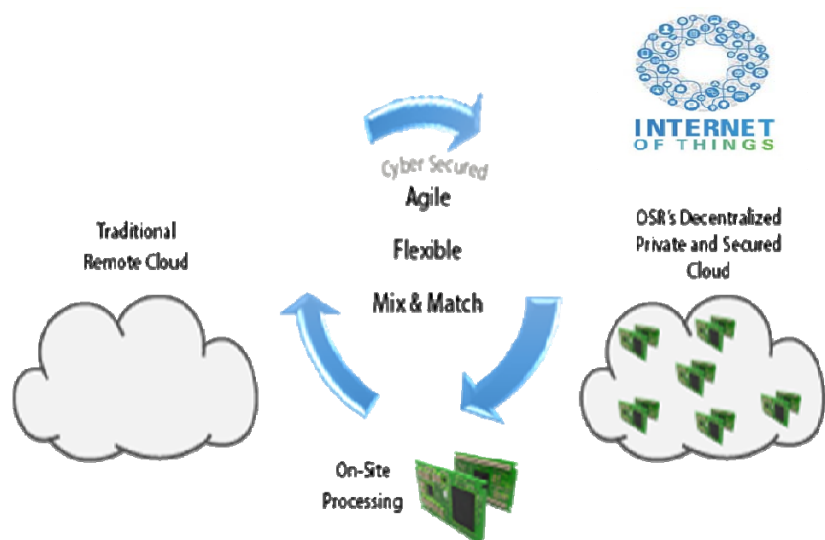 INTERNET
OF THINGS
Cyber Secured
Agile
Flexible
Mix & Match
Traditional
Remote Cloud
OSR's Decentralized
Private and Secured
Cloud
On-Site
Processing